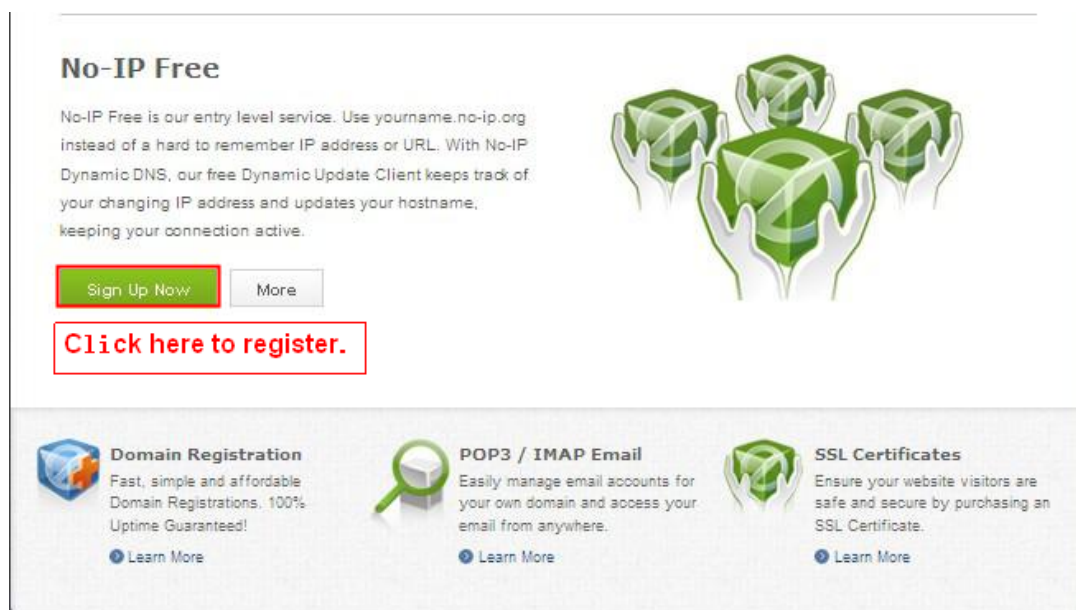 No-IP Free
No-IP Free is our entry level service. Use yourname.no-ip.org
instead of a hard to remember IP address or URL. With No-IP
Dynamic DNS, our free Dynamic Update Client keeps track of
your changing IP address and updates your hostname,
keeping your connection active.
Sign Up Now
More
Click here to register.
Domain Registration
Fast, simple and affordable
Domain Registrations. 100%
Uptime Guaranteed!
Learn More
POP3 / IMAP Email
Easily manage email accounts for
your own domain and access your
email from anywhere.
Learn More
SSL Certificates
Ensure your website visitors are
safe and secure by purchasing an
SSL Certificate.
Learn More